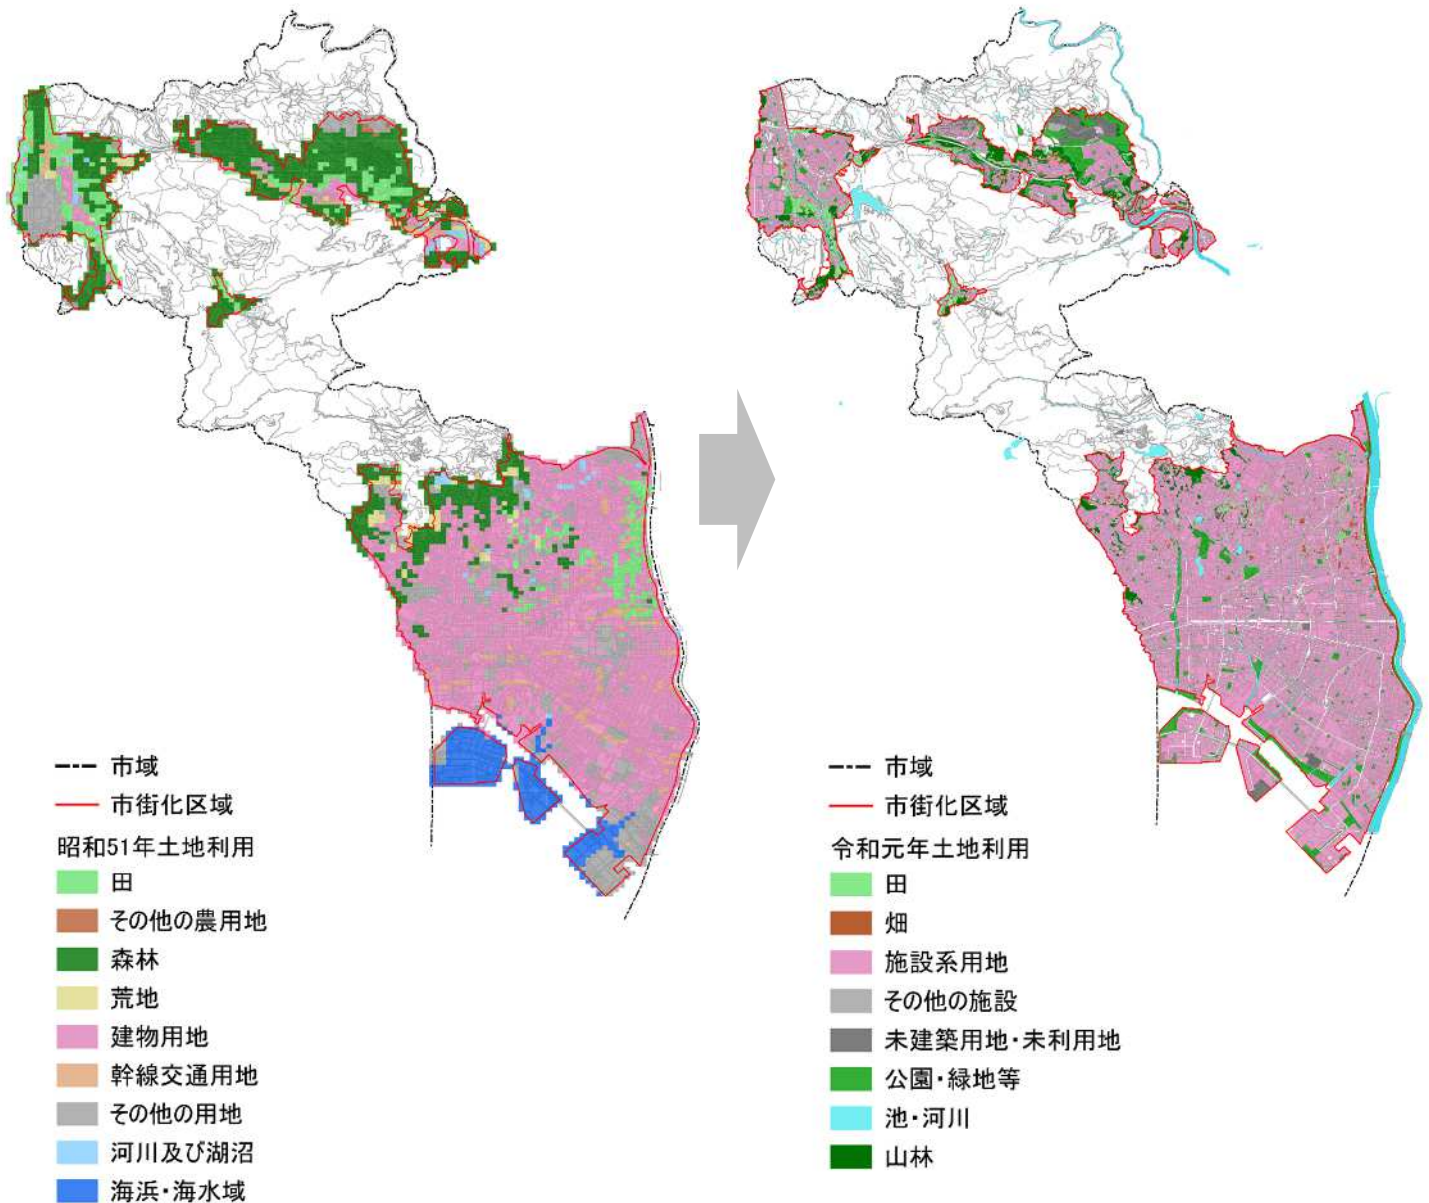 市域
市街化区域
昭和51年土地利用
田
その他の農用地
森林
荒地
建物用地
幹線交通用地
その他の用地
河川及び湖沼
海浜・海水域
市域
市街化区域
令和元年土地利用
田
畑
施設系用地
その他の施設
未建築用地・未利用地
公園・緑地等
池・河川
山林